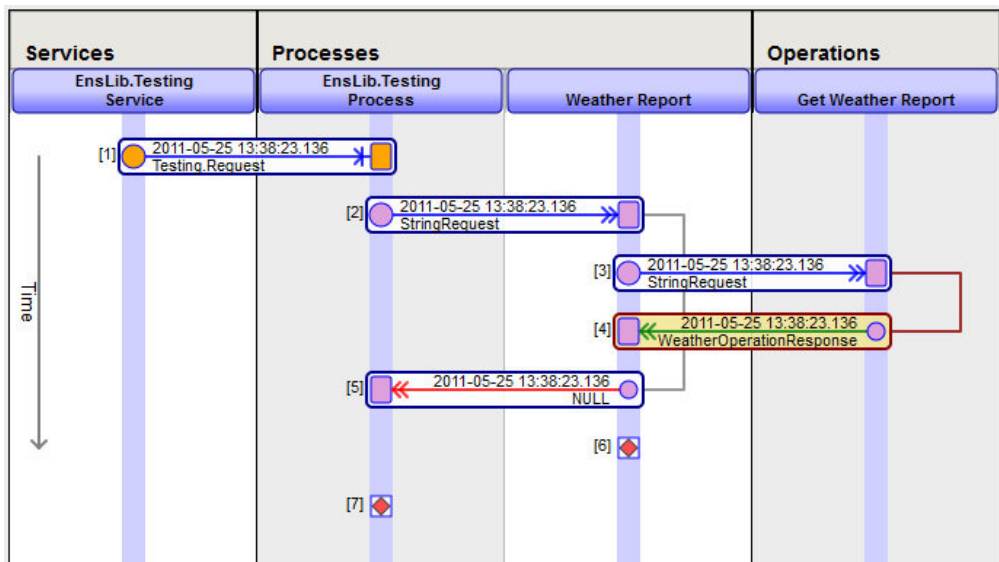 Services
Processes
Operations
EnsLib.Testing
Service
EnsLib.Testing
Process
Weather Report
Get Weather Report
[1]
2011-05-25 13:38:23.136
Testing.Request
[2]
2011-05-25 13:38:23.136
StringRequest
[3]
2011-05-25 13:38:23.136
StringRequest
Time
[4]
2011-05-25 13:38:23.136
WeatherOperationResponse
[5]
2011-05-25 13:38:23.136
NULL
[6]
[7]